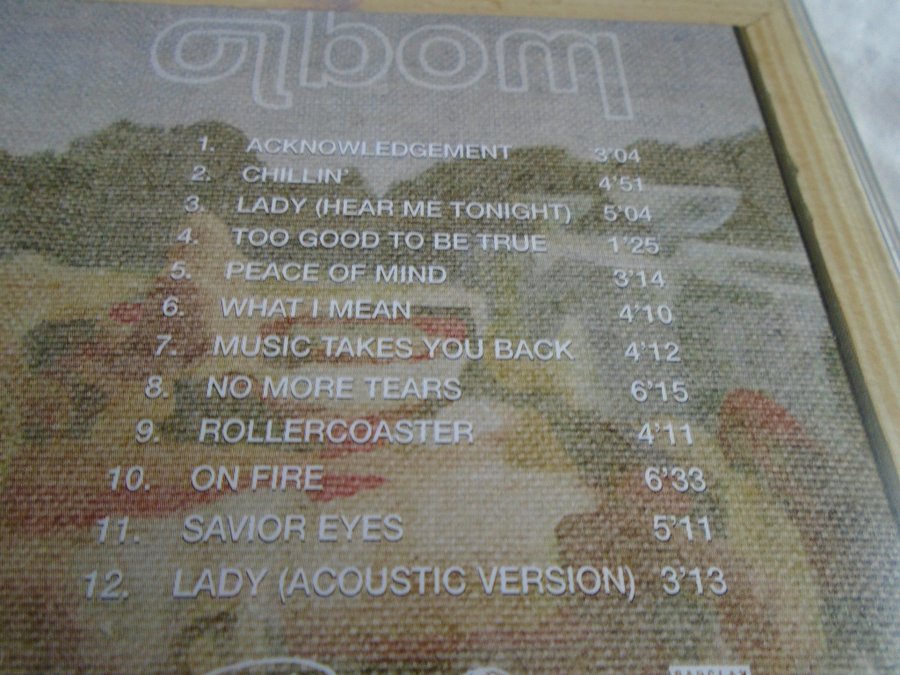 modjo
1. ACKNOWLEDGEMENT 3'04
2. CHILLIN' 4'51
3. LADY (HEAR ME TONIGHT) 5'04
4. TOO GOOD TO BE TRUE 1'25
5. PEACE OF MIND 3'14
6. WHAT I MEAN 4'10
7. MUSIC TAKES YOU BACK 4'12
8. NO MORE TEARS 6'15
9. ROLLERCOASTER 4'11
10. ON FIRE 6'33
11. SAVIOR EYES 5'11
12. LADY (ACOUSTIC VERSION) 3'13
BARCLAY